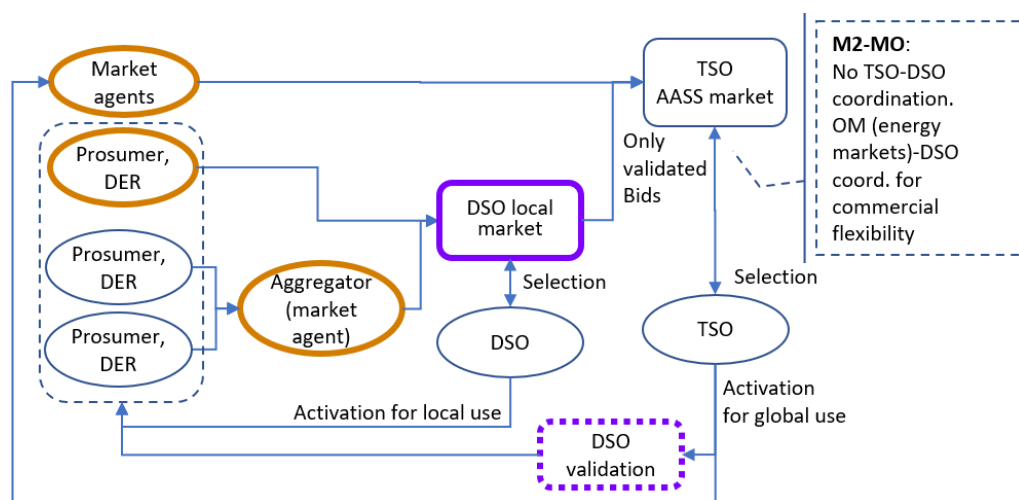 Market
agents
TSO
AASS market
M2-MO:
No TSO-DSO
coordination.
OM (energy
markets)-DSO
coord. for
commercial
flexibility
Prosumer,
DER
Only
validated
Bids
DSO local
market
Prosumer,
DER
Aggregator
(market
agent)
Selection
Selection
Prosumer,
DER
DSO
TSO
Activation for local use
Activation
for global use
DSO
validation